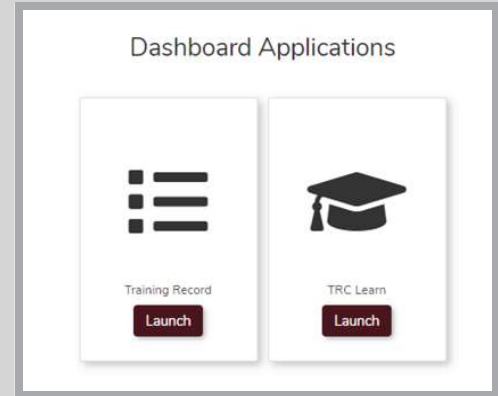 Dashboard Applications
Training Record
Launch
TRC Learn
Launch